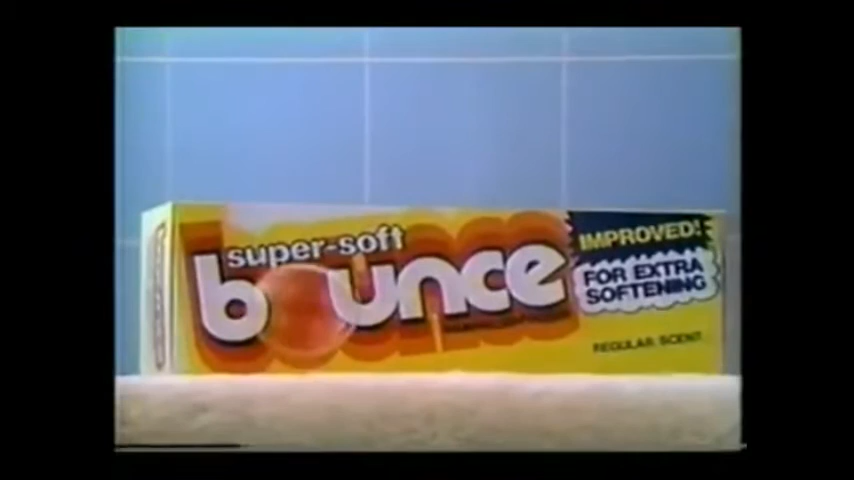 super-soft
bounce
IMPROVED!
FOR EXTRA
SOFTENING
REGULAR SCENT